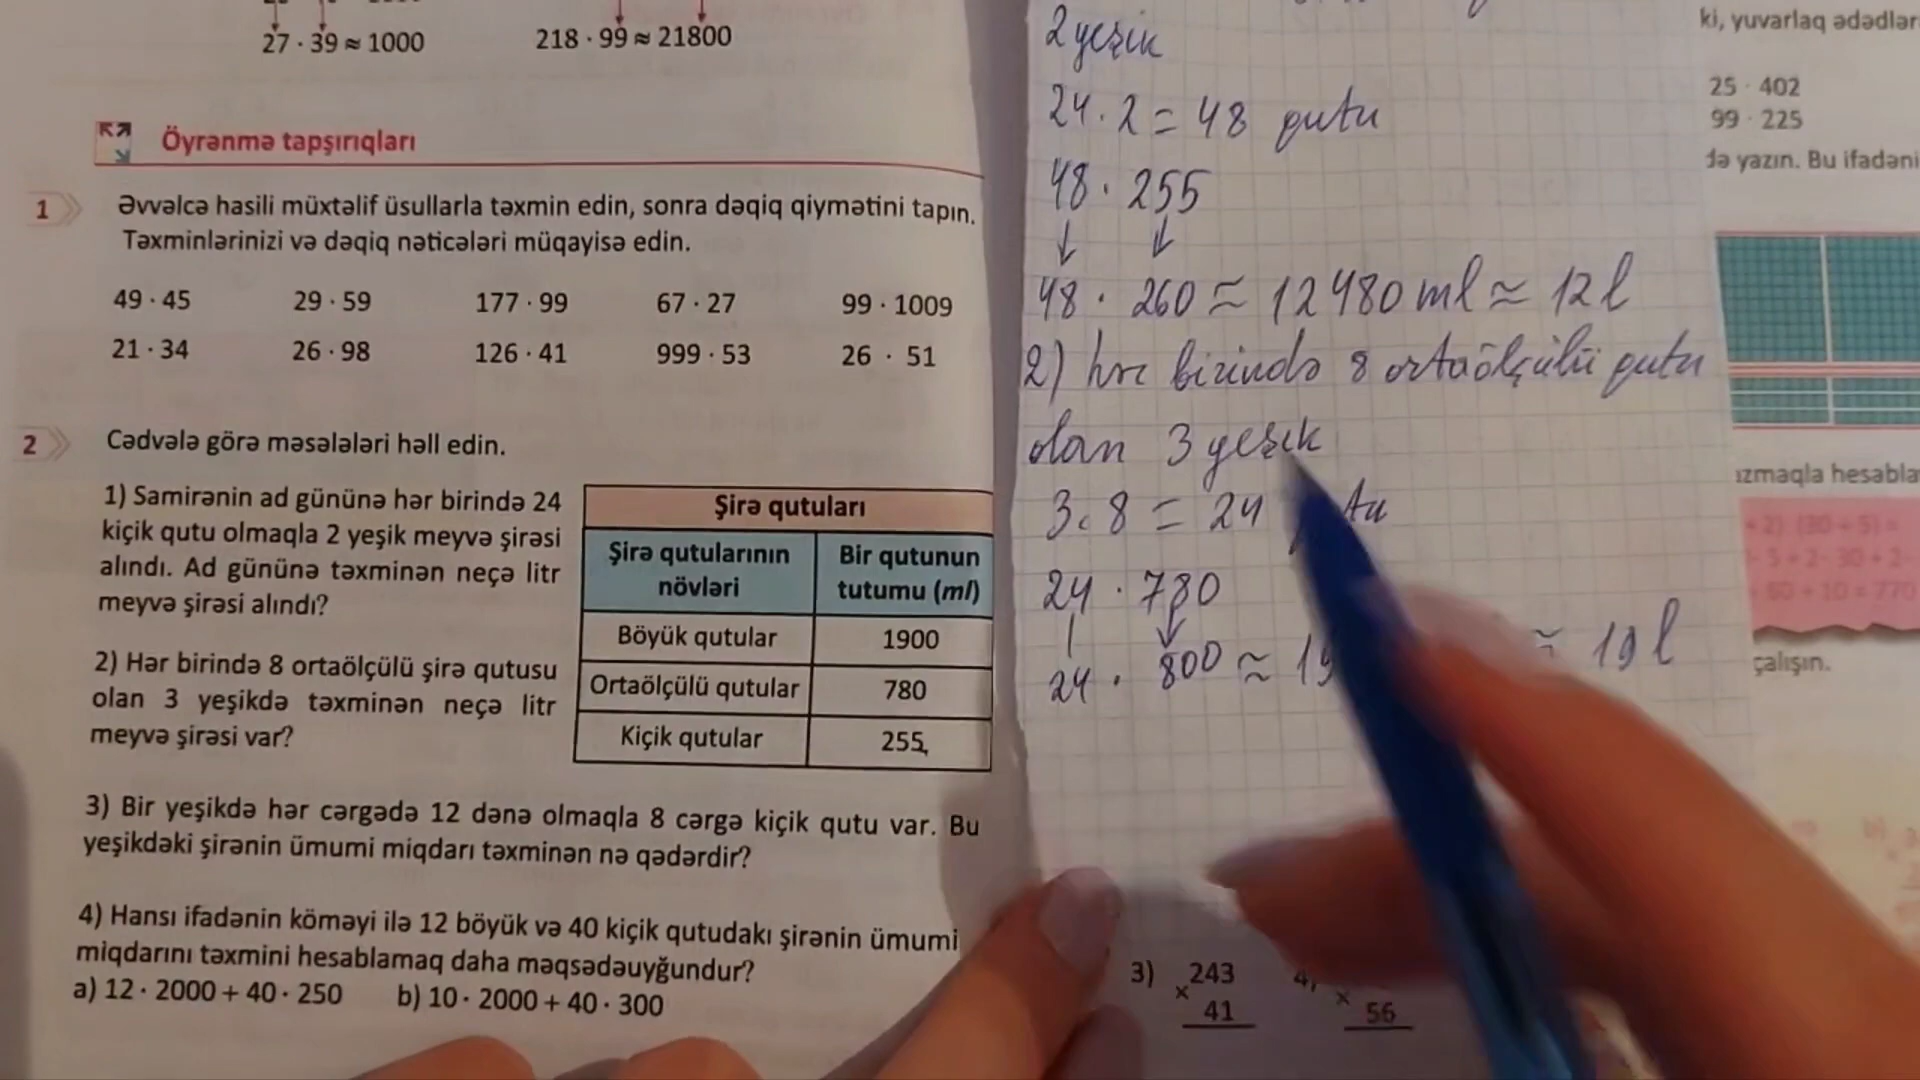 27 · 39 ≈ 1000
218 · 99 ≈ 21800
Öyrənmə tapşırıqları
1
Əvvəlcə hasili müxtəlif üsullarla təxmin edin, sonra dəqiq qiymətini tapın.
Təxminlərinizi və dəqiq nəticələri müqayisə edin.
49 · 45 29 · 59 177 · 99 67 · 27 99 · 1009
21 · 34 26 · 98 126 · 41 999 · 53 26 · 51
2
Cədvələ görə məsələləri həll edin.
1) Samirənin ad gününə hər birində 24
kiçik qutu olmaqla 2 yeşik meyvə şirəsi
alındı. Ad gününə təxminən neçə litr
meyvə şirəsi alındı?
2) Hər birində 8 ortaölçülü şirə qutusu
olan 3 yeşikdə təxminən neçə litr
meyvə şirəsi var?
Şirə qutuları
Şirə qutularının Bir qutunun
növləri tutumu (ml)
Böyük qutular 1900
Ortaölçülü qutular 780
Kiçik qutular 255
3) Bir yeşikdə hər cərgədə 12 dənə olmaqla 8 cərgə kiçik qutu var. Bu
yeşikdəki şirənin ümumi miqdarı təxminən nə qədərdir?
4) Hansı ifadənin köməyi ilə 12 böyük və 40 kiçik qutudakı şirənin ümumi
miqdarını təxmini hesablamaq daha məqsədəuyğundur?
a) 12 · 2000 + 40 · 250 b) 10 · 2000 + 40 · 300
2 yeşik
24 · 2 = 48 qutu
48 · 255
48 · 260 ≈ 12480 ml ≈ 12 l
2) hər birində 8 ortaölçülü qutu
olan 3 yeşik
3 · 8 = 24
24 · 780
24 · 800 ≈ 19 ≈ 19 l
ki, yuvarlaq ədədlər
25 · 402
99 · 225
də yazın. Bu ifadəni
azmaqla hesabla
çalışın.
3) 243
× 41
4)
× 56